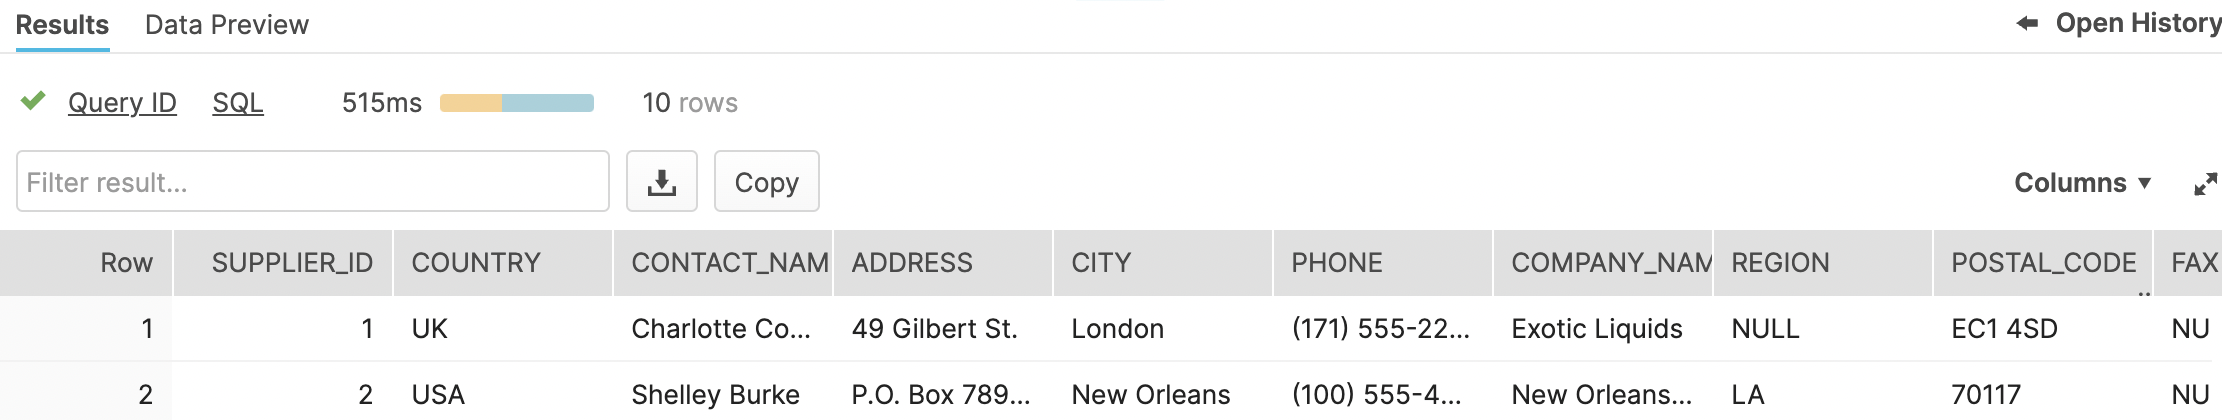 Results Data Preview Open History
Query ID SQL 515ms 10 rows
Filter result... Copy Columns
Row SUPPLIER_ID COUNTRY CONTACT_NAM ADDRESS CITY PHONE COMPANY_NAM REGION POSTAL_CODE FAX
1 1 UK Charlotte Co... 49 Gilbert St. London (171) 555-22... Exotic Liquids NULL EC1 4SD NU
2 2 USA Shelley Burke P.O. Box 789... New Orleans (100) 555-4... New Orleans... LA 70117 NU